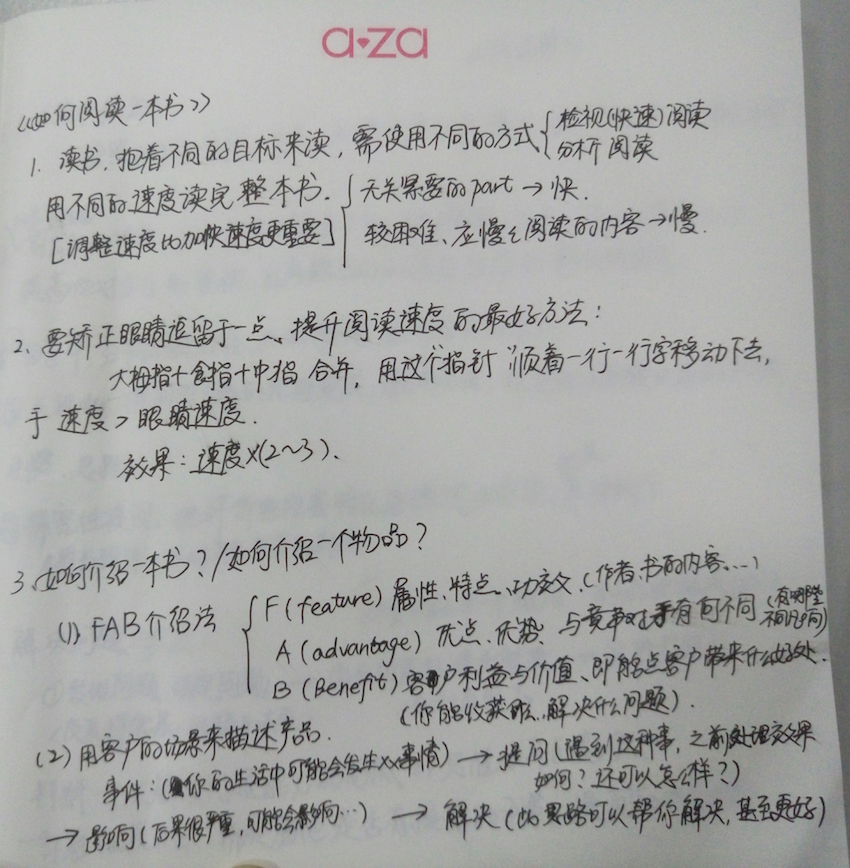 a·za
《如何阅读一本书》
1. 读书，抱着不同的目标来读，需使用不同的方式{检视(快速)阅读
分析阅读
用不同的速度读完整本书.{无关紧要的part→快.
[调整速度比加快速度更重要] 较困难、应慢慢阅读的内容→慢.
2、要矫正眼睛逗留于一点、提升阅读速度的最好方法：
大拇指+食指+中指 合并，用这个"指针"顺着一行一行字移动下去，
手速度>眼睛速度.
效果：速度×(2~3).
3、如何介绍一本书？/如何介绍一个物品？
(1) FAB介绍法 {F(feature) 属性、特点、功效 (作者、书的内容...)
A (advantage) 优点、优势、与竞争对手有何不同(有哪些不同)
B (Benefit) 客户利益与价值、即能给客户带来什么好处.
(你能收获 、解决什么问题).
(2) 用客户的场景来描述产品.
事件：(你的生活中可能会发生××事情)→提问(遇到这种事，之前处理效果
如何？还可以怎么样？)
→影响(后果很严重，可能会影响…) → 解决(此思路可以帮你解决，甚至更好)